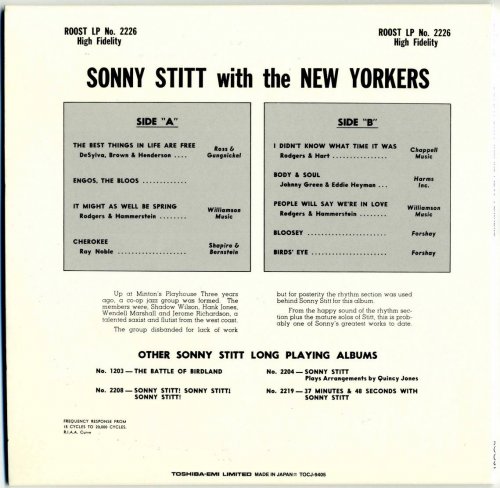 ROOST LP No. 2226
High Fidelity
ROOST LP No. 2226
High Fidelity
SONNY STITT with the NEW YORKERS
SIDE "A"
THE BEST THINGS IN LIFE ARE FREE
DeSylva, Brown & Henderson ....
Ross &
Gungnickel
ENGOS, THE BLOOS ....................
IT MIGHT AS WELL BE SPRING
Rodgers & Hammerstein ........
Williamson
Music
CHEROKEE
Ray Noble ....................
Shapiro &
Bernstein
SIDE "B"
I DIDN'T KNOW WHAT TIME IT WAS
Rodgers & Hart .................
Chappell
Music
BODY & SOUL
Johnny Green & Eddie Heyman ...
Harms
Inc.
PEOPLE WILL SAY WE'RE IN LOVE
Rodgers & Hammerstein ........
Williamson
Music
BLOOSEY ....................
Forshay
BIRDS' EYE ....................
Forshay
Up at Minton's Playhouse Three years
ago, a co-op jazz group was formed. The
members were, Shadow Wilson, Hank Jones,
Wendell Marshall and Jerome Richardson, a
talented saxist and flutist from the west coast.
The group disbanded for lack of work
but for posterity the rhythm section was used
behind Sonny Stitt for this album.
From the happy sound of the rhythm sec-
tion plus the mature solos of Stitt, this is prob-
ably one of Sonny's greatest works to date.
OTHER SONNY STITT LONG PLAYING ALBUMS
No. 1203 — THE BATTLE OF BIRDLAND
No. 2208 — SONNY STITT! SONNY STITT!
SONNY STITT!
No. 2204 — SONNY STITT
Plays Arrangements by Quincy Jones
No. 2219 — 37 MINUTES & 48 SECONDS WITH
SONNY STITT
FREQUENCY RESPONSE FROM
16 CYCLES TO 20,000 CYCLES.
R.I.A.A. Curve
TOSHIBA-EMI LIMITED MADE IN JAPAN Ⓟ TOCJ-9405